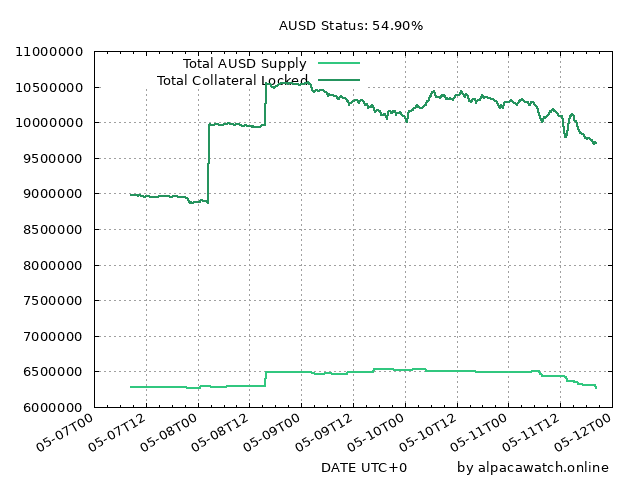 AUSD Status: 54.90%
11000000
Total AUSD Supply
Total Collateral Locked
10500000
10000000
9500000
9000000
8500000
8000000
7500000
7000000
6500000
6000000
05-07T00
05-07T12
05-08T00
05-08T12
05-09T00
05-09T12
05-10T00
05-10T12
05-11T00
05-11T12
05-12T00
DATE UTC+0 by alpacawatch.online